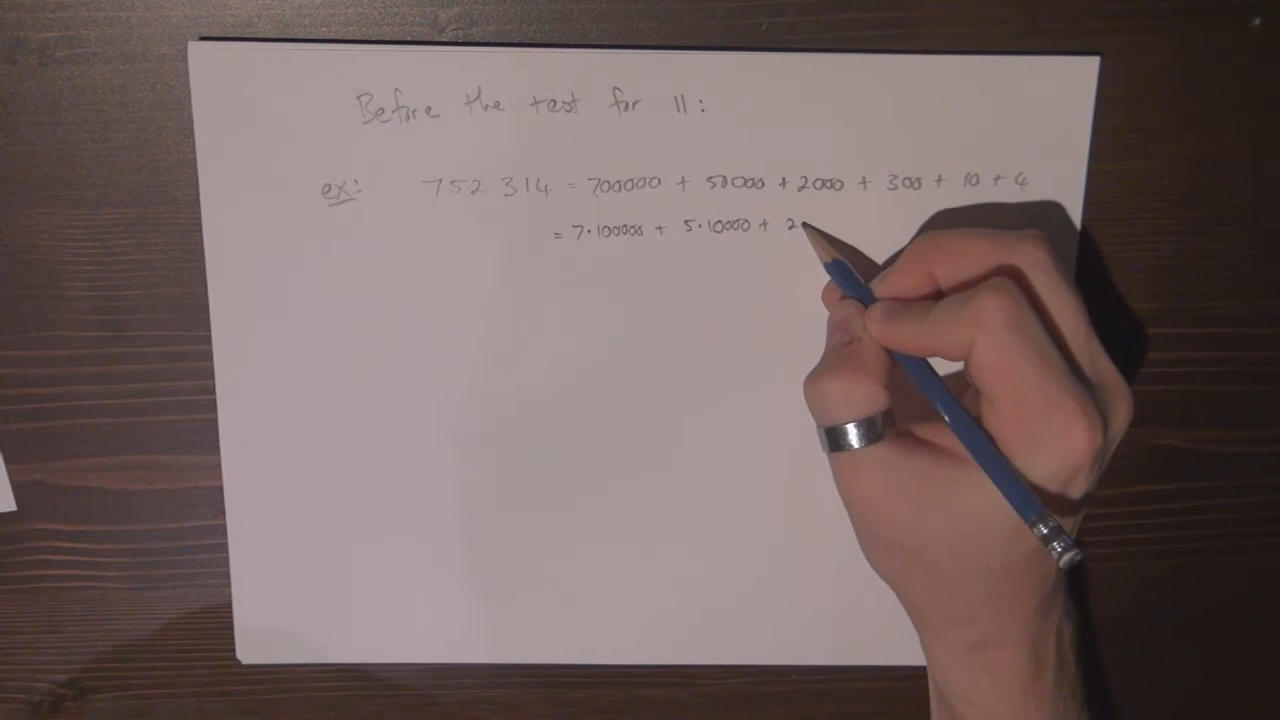 Before the test for 11:
ex: 752 314 = 700000 + 50000 + 2000 + 300 + 10 + 4
= 7·100000 + 5·10000 + 2·